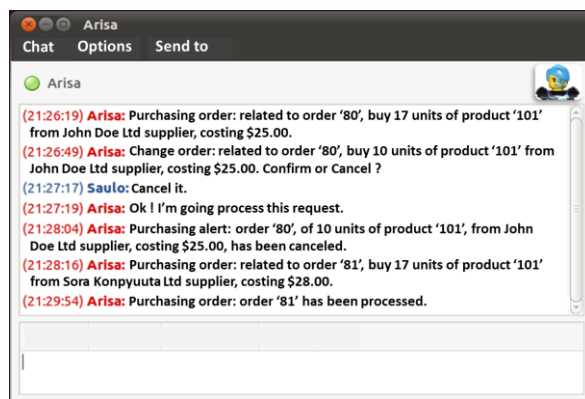 Arisa
Chat Options Send to
Arisa
(21:26:19) Arisa: Purchasing order: related to order ‘80’, buy 17 units of product ‘101’
from John Doe Ltd supplier, costing $25.00.
(21:26:49) Arisa: Change order: related to order ‘80’, buy 10 units of product ‘101’ from
John Doe Ltd supplier, costing $25.00. Confirm or Cancel ?
(21:27:17) Saulo: Cancel it.
(21:27:19) Arisa: Ok ! I’m going process this request.
(21:28:04) Arisa: Purchasing alert: order ‘80’, of 10 units of product ‘101’, from John
Doe Ltd supplier, costing $25.00, has been canceled.
(21:28:16) Arisa: Purchasing order: related to order ‘81’, buy 17 units of product ‘101’
from Sora Konpyuuta Ltd supplier, costing $28.00.
(21:29:54) Arisa: Purchasing order: order ‘81’ has been processed.